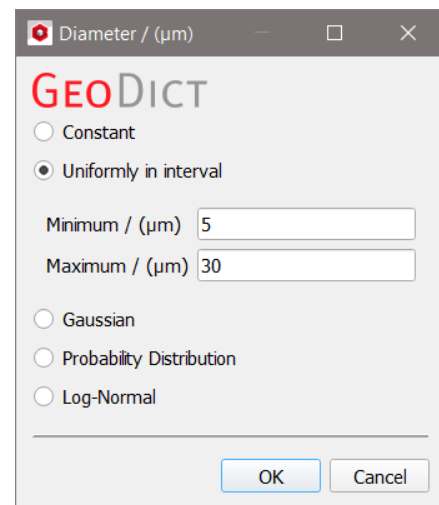 Diameter / (µm)
GEODICT
Constant
Uniformly in interval
Minimum / (µm) 5
Maximum / (µm) 30
Gaussian
Probability Distribution
Log-Normal
OK Cancel